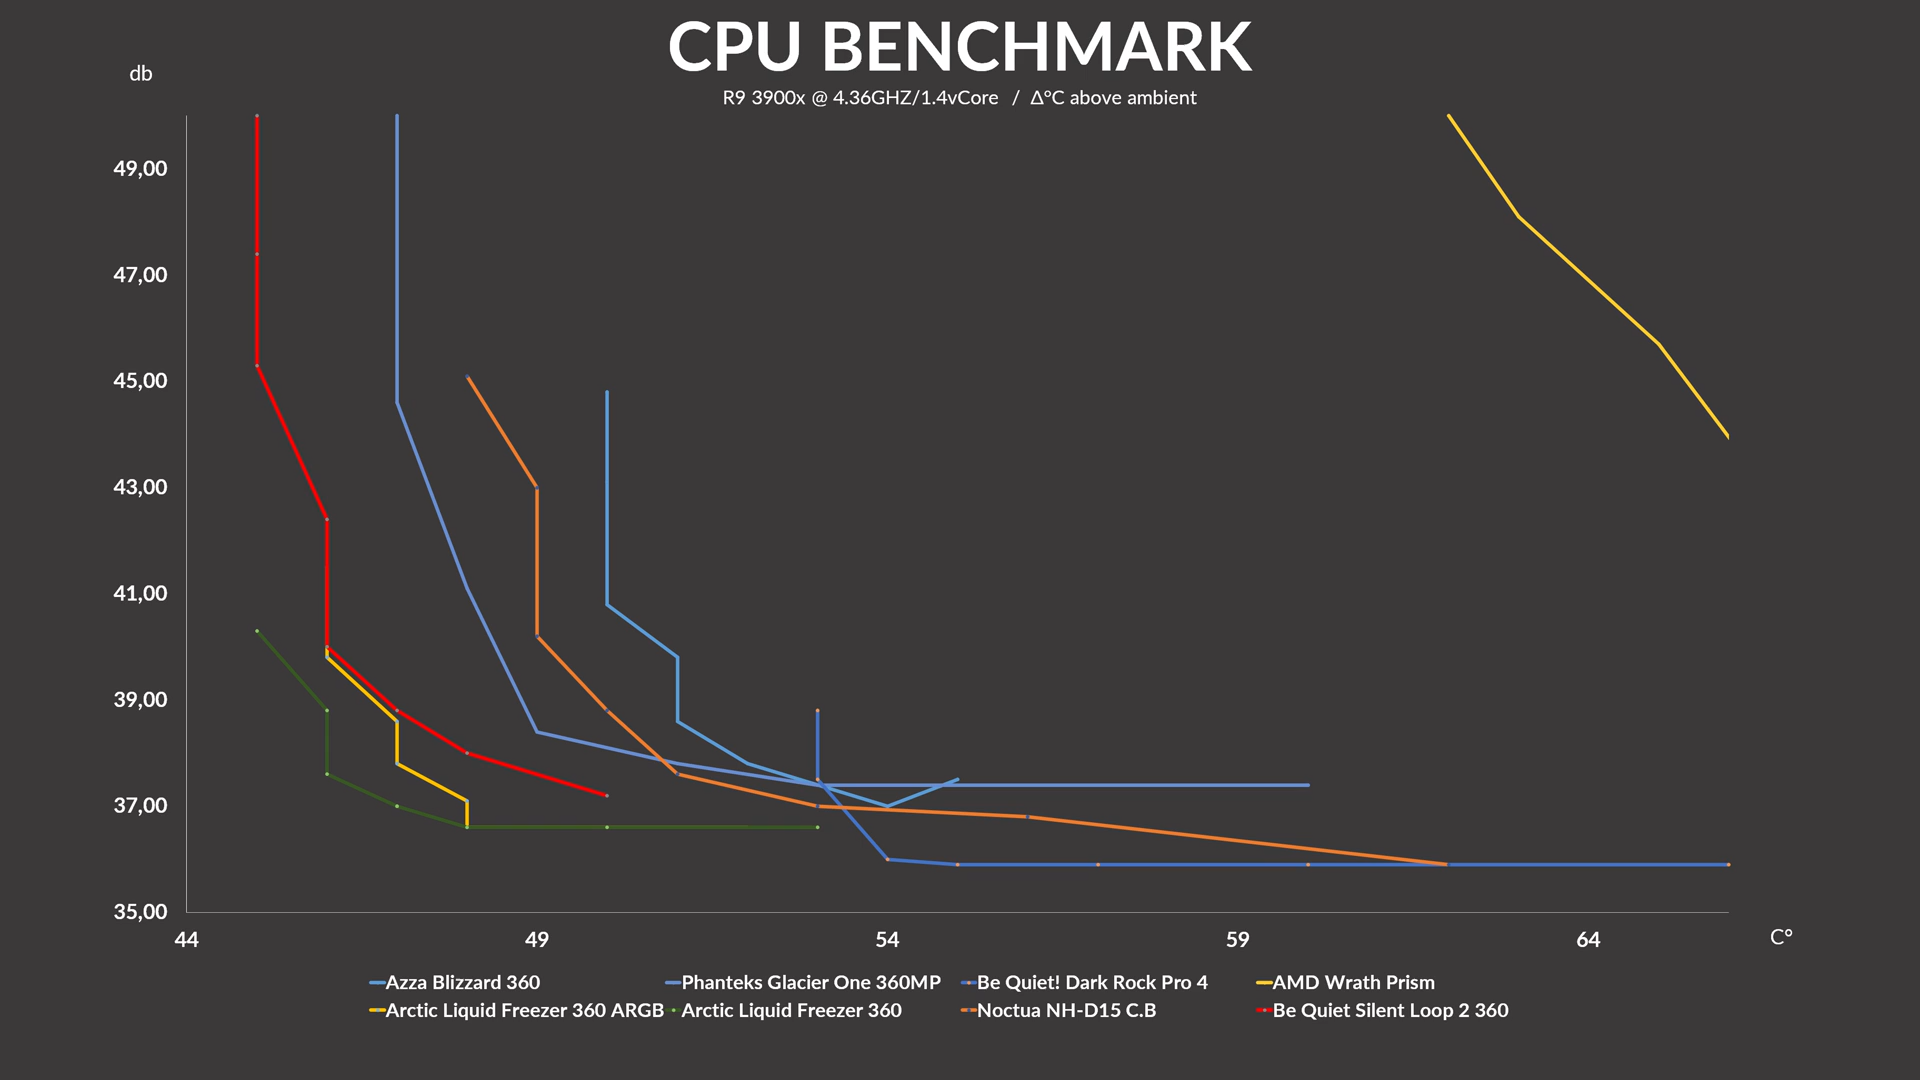 CPU BENCHMARK
db
R9 3900x @ 4.36GHZ/1.4vCore / Δ°C above ambient
49,00
47,00
45,00
43,00
41,00
39,00
37,00
35,00
44 49 54 59 64 C°
Azza Blizzard 360 Phanteks Glacier One 360MP Be Quiet! Dark Rock Pro 4 AMD Wrath Prism
Arctic Liquid Freezer 360 ARGB Arctic Liquid Freezer 360 Noctua NH-D15 C.B Be Quiet Silent Loop 2 360